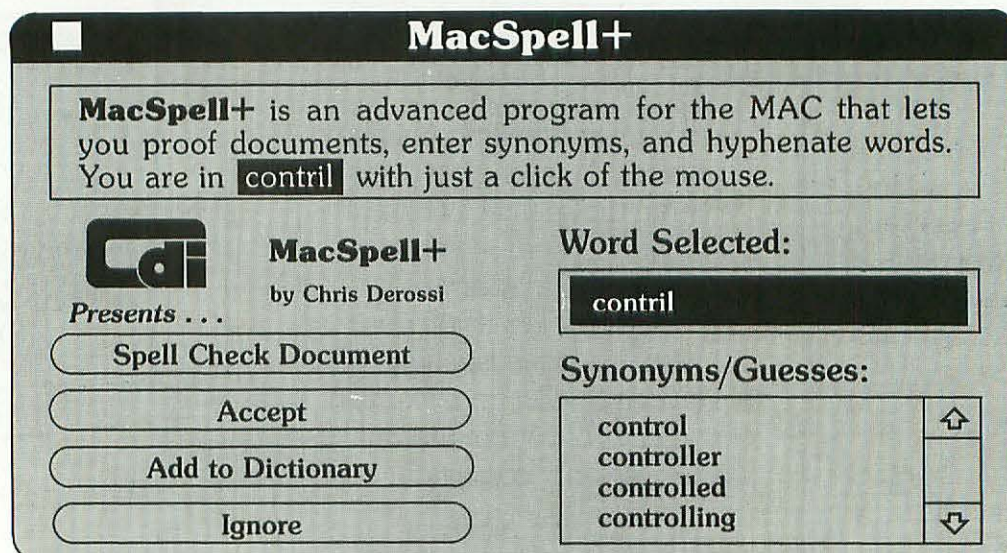 MacSpell+
MacSpell+ is an advanced program for the MAC that lets
you proof documents, enter synonyms, and hyphenate words.
You are in contril with just a click of the mouse.
Cdi
Presents . . .
MacSpell+
by Chris Derossi
Spell Check Document
Accept
Add to Dictionary
Ignore
Word Selected:
contril
Synonyms/Guesses:
control
controller
controlled
controlling